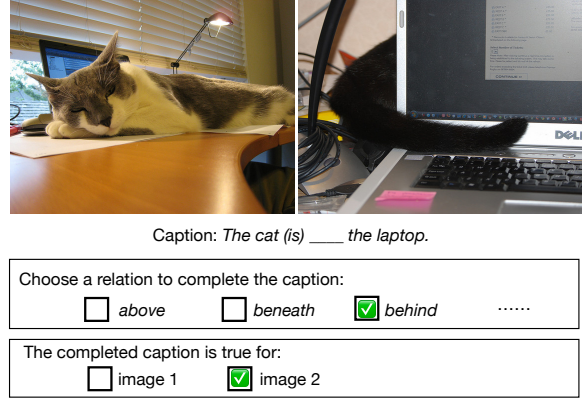 CONTINUE >>
DELL
Caption: The cat (is) ____ the laptop.
Choose a relation to complete the caption:
above beneath behind ......
The completed caption is true for:
image 1 image 2